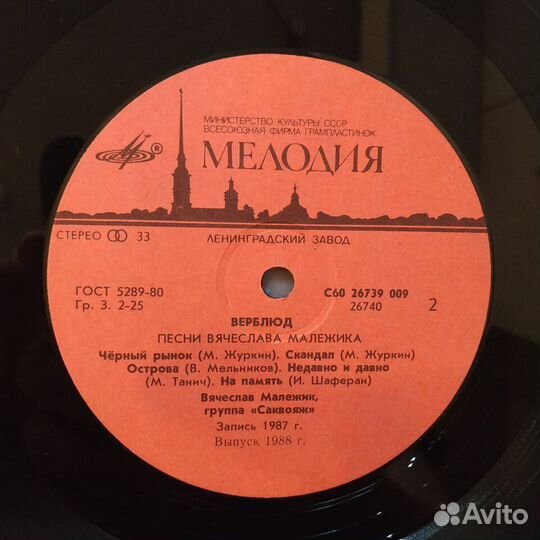 МИНИСТЕРСТВО КУЛЬТУРЫ СССР
ВСЕСОЮЗНАЯ ФИРМА ГРАМПЛАСТИНОК
®
МЕЛОДИЯ
СТЕРЕО 33
ЛЕНИНГРАДСКИЙ ЗАВОД
ГОСТ 5289-80
Гр. 3. 2-25
С60 26739 009
26740
2
ВЕРБЛЮД
ПЕСНИ ВЯЧЕСЛАВА МАЛЕЖИКА
Чёрный рынок (М. Журкин). Скандал (М. Журкин)
Острова (В. Мельников). Недавно и давно
(М. Танич). На память (И. Шаферан)
Вячеслав Малежик,
группа «Саквояж»
Запись 1987 г.
Выпуск 1988 г.
Avito